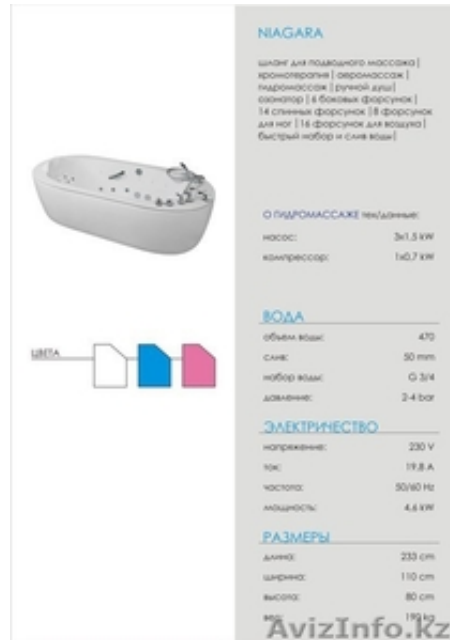 NIAGARA
шланг для подводного массажа|
хромотерапия | аеромассаж |
гидромассаж | ручной душ|
озонатор | 6 боковых форсунок |
14 спинных форсунок | 8 форсунок
для ног | 16 форсунок для воздуха |
быстрый набор и слив воды|
О ГИДРОМАССАЖЕ тех/данные:
насос: 3x1,5 kW
компрессор: 1x0,7 kW
ВОДА
объем воды: 470
слив: 50 mm
набор воды: G 3/4
давление: 2-4 bar
ЦВЕТА
ЭЛЕКТРИЧЕСТВО
напряжение: 230 V
ток: 19,8 A
частота: 50/60 Hz
мощность: 4,6 kW
РАЗМЕРЫ
длина: 233 cm
ширина: 110 cm
высота: 80 cm
вес: 190 kg
AvizInfo.kz